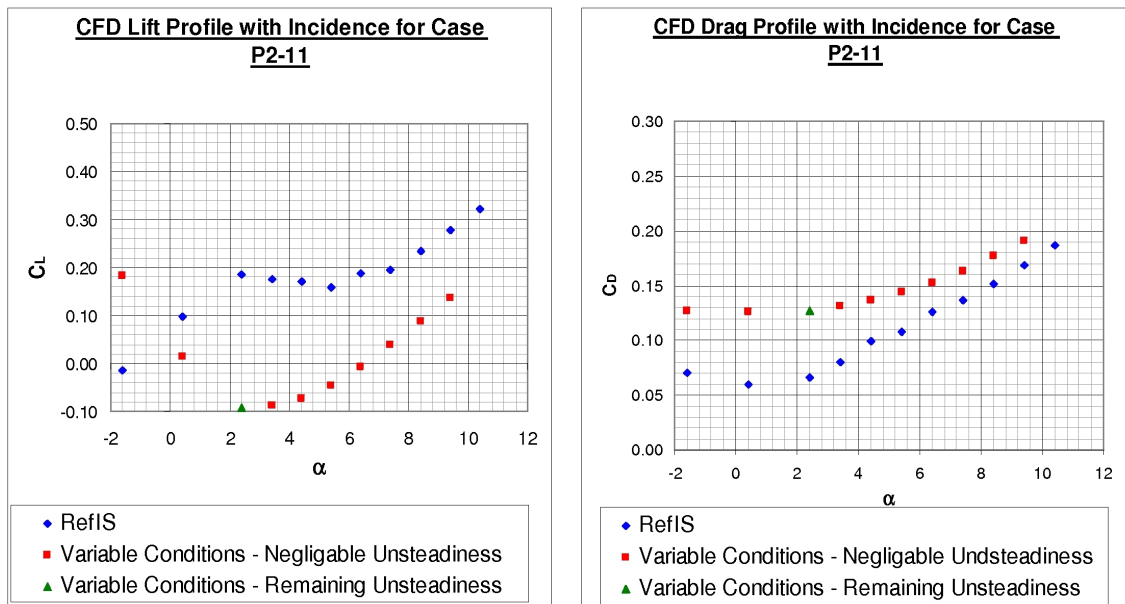 CFD Lift Profile with Incidence for Case
P2-11
0.50
0.40
0.30
0.20
0.10
0.00
-0.10
CL
-2 0 2 4 6 8 10 12
α
RefIS
Variable Conditions - Negligable Unsteadiness
Variable Conditions - Remaining Unsteadiness
CFD Drag Profile with Incidence for Case
P2-11
0.30
0.25
0.20
0.15
0.10
0.05
0.00
CD
-2 0 2 4 6 8 10 12
α
RefIS
Variable Conditions - Negligable Undsteadiness
Variable Conditions - Remaining Unsteadiness